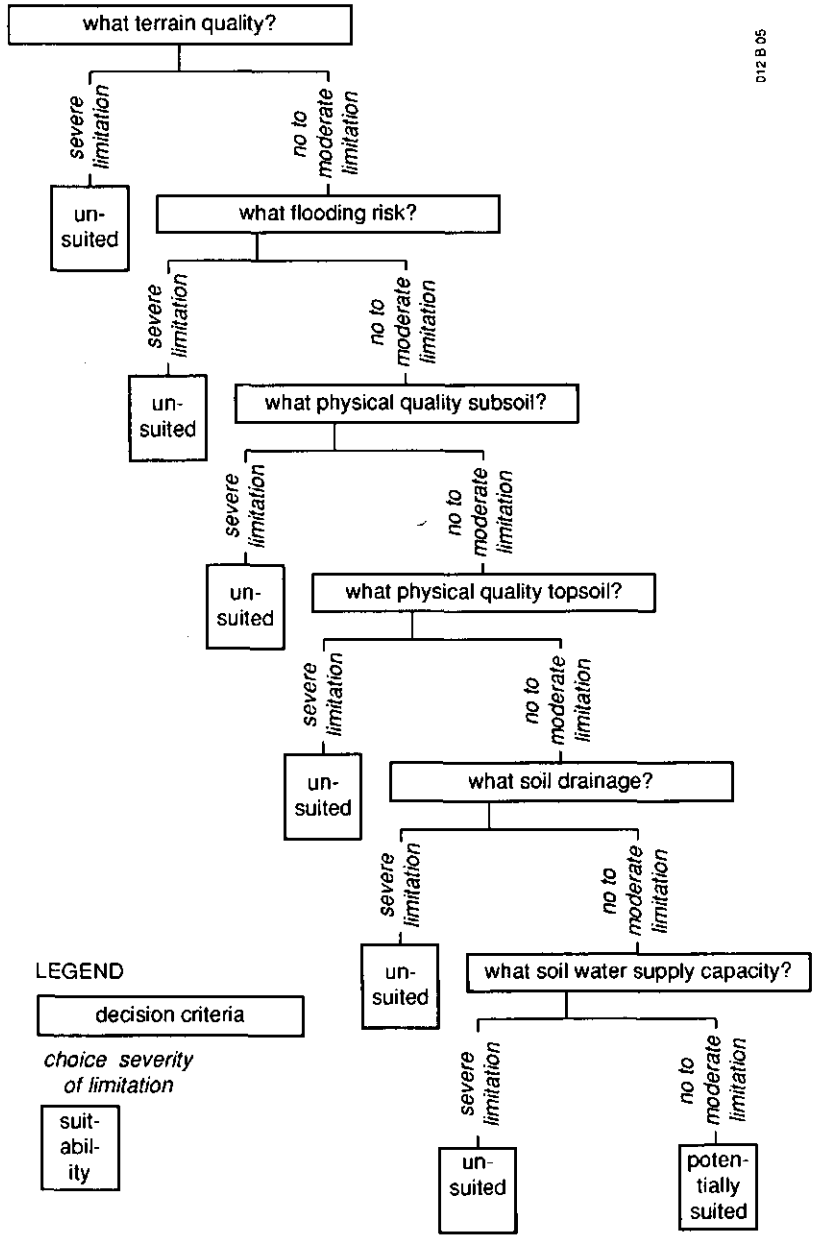 what terrain quality?
012 B 05
severe
limitation
no to
moderate
limitation
un-
suited
what flooding risk?
severe
limitation
no to
moderate
limitation
un-
suited
what physical quality subsoil?
severe
limitation
no to
moderate
limitation
un-
suited
what physical quality topsoil?
severe
limitation
no to
moderate
limitation
un-
suited
what soil drainage?
severe
limitation
no to
moderate
limitation
un-
suited
what soil water supply capacity?
severe
limitation
no to
moderate
limitation
un-
suited
poten-
tially
suited
LEGEND
decision criteria
choice severity
of limitation
suit-
abil-
ity